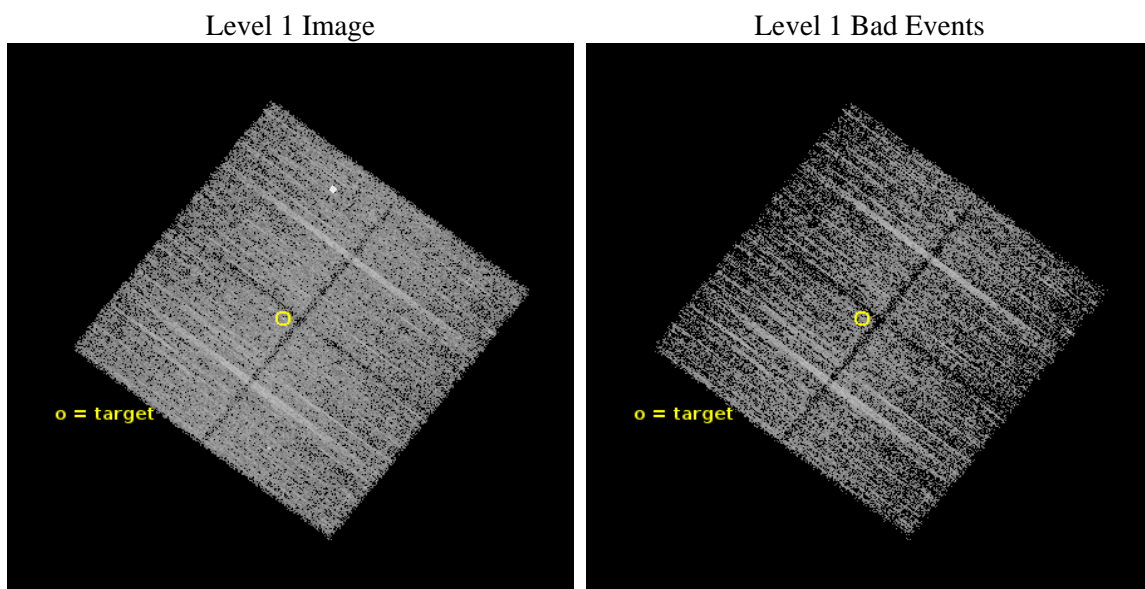 Level 1 Image
Level 1 Bad Events
o = target
o = target